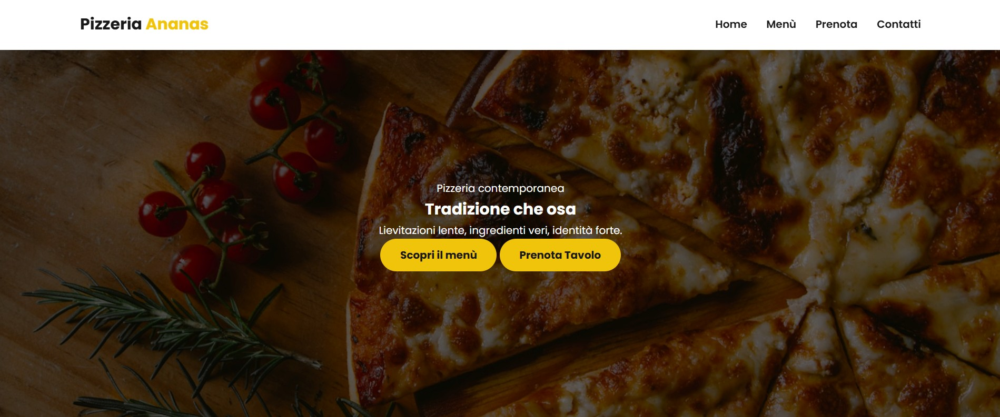 Pizzeria Ananas
Home Menù Prenota Contatti
Pizzeria contemporanea
Tradizione che osa
Lievitazioni lente, ingredienti veri, identità forte.
Scopri il menù Prenota Tavolo